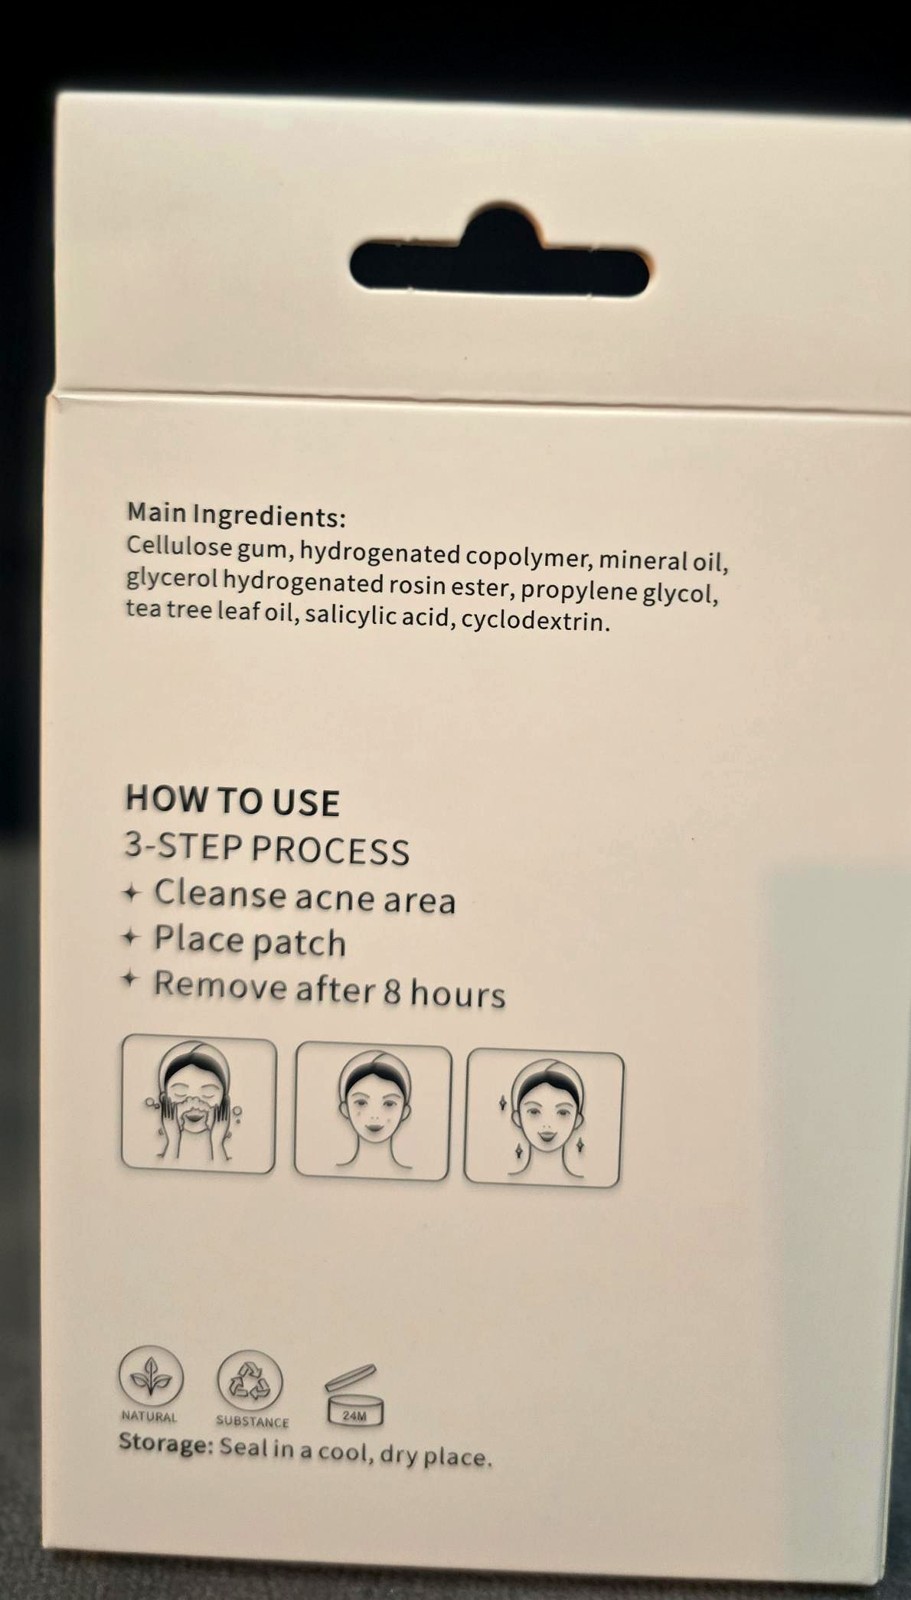 Main Ingredients:
Cellulose gum, hydrogenated copolymer, mineral oil,
glycerol hydrogenated rosin ester, propylene glycol,
tea tree leaf oil, salicylic acid, cyclodextrin.
HOW TO USE
3-STEP PROCESS
Cleanse acne area
Place patch
Remove after 8 hours
NATURAL
SUBSTANCE
24M
Storage: Seal in a cool, dry place.